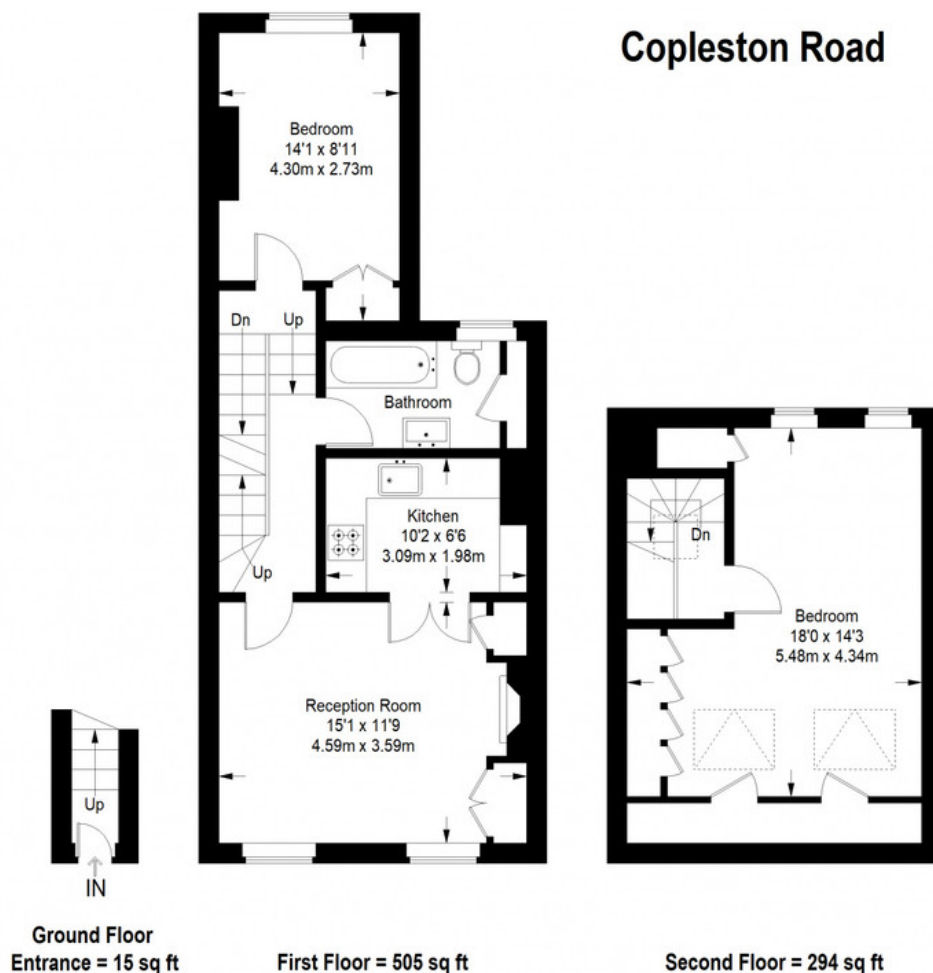 Copleston Road
Bedroom
14'1 x 8'11
4.30m x 2.73m
Dn
Up
Bathroom
Kitchen
10'2 x 6'6
3.09m x 1.98m
Up
Reception Room
15'1 x 11'9
4.59m x 3.59m
Dn
Bedroom
18'0 x 14'3
5.48m x 4.34m
Up
IN
Ground Floor
Entrance = 15 sq ft
First Floor = 505 sq ft
Second Floor = 294 sq ft